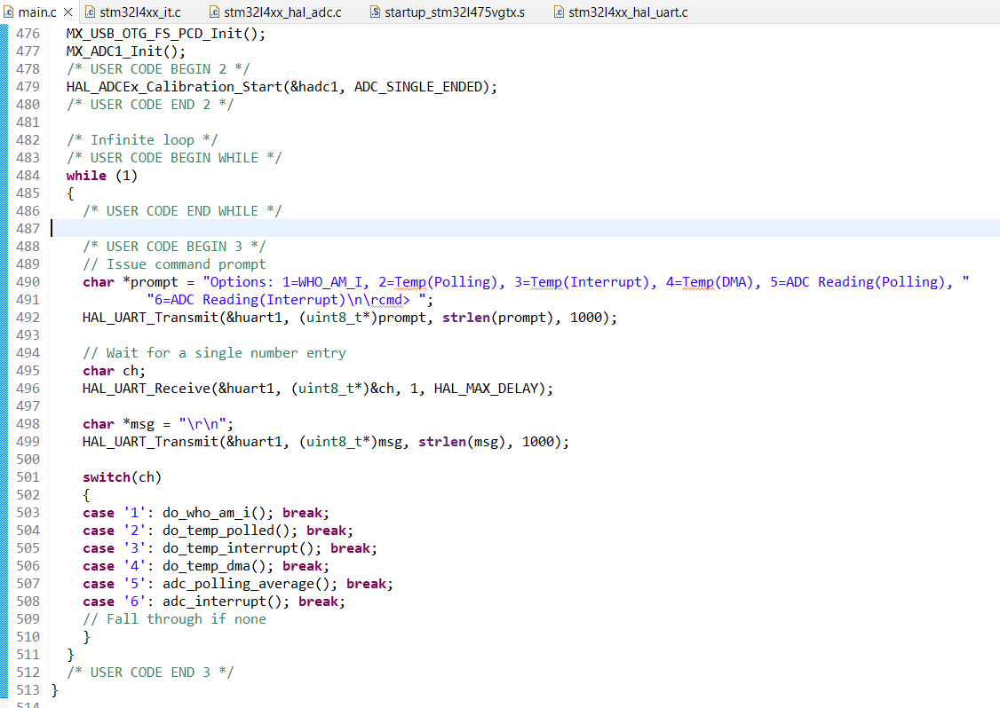 main.c stm32l4xx_it.c stm32l4xx_hal_adc.c startup_stm32l475vgtx.s stm32l4xx_hal_uart.c
476 MX_USB_OTG_FS_PCD_Init();
477 MX_ADC1_Init();
478 /* USER CODE BEGIN 2 */
479 HAL_ADCEx_Calibration_Start(&hadc1, ADC_SINGLE_ENDED);
480 /* USER CODE END 2 */
481
482 /* Infinite loop */
483 /* USER CODE BEGIN WHILE */
484 while (1)
485 {
486 /* USER CODE END WHILE */
487
488 /* USER CODE BEGIN 3 */
489 // Issue command prompt
490 char *prompt = "Options: 1=WHO_AM_I, 2=Temp(Polling), 3=Temp(Interrupt), 4=Temp(DMA), 5=ADC Reading(Polling), "
491 "6=ADC Reading(Interrupt)\n\rcmd> ";
492 HAL_UART_Transmit(&huart1, (uint8_t*)prompt, strlen(prompt), 1000);
493
494 // Wait for a single number entry
495 char ch;
496 HAL_UART_Receive(&huart1, (uint8_t*)&ch, 1, HAL_MAX_DELAY);
497
498 char *msg = "\r\n";
499 HAL_UART_Transmit(&huart1, (uint8_t*)msg, strlen(msg), 1000);
500
501 switch(ch)
502 {
503 case '1': do_who_am_i(); break;
504 case '2': do_temp_polled(); break;
505 case '3': do_temp_interrupt(); break;
506 case '4': do_temp_dma(); break;
507 case '5': adc_polling_average(); break;
508 case '6': adc_interrupt(); break;
509 // Fall through if none
510 }
511 }
512 /* USER CODE END 3 */
513 }
514